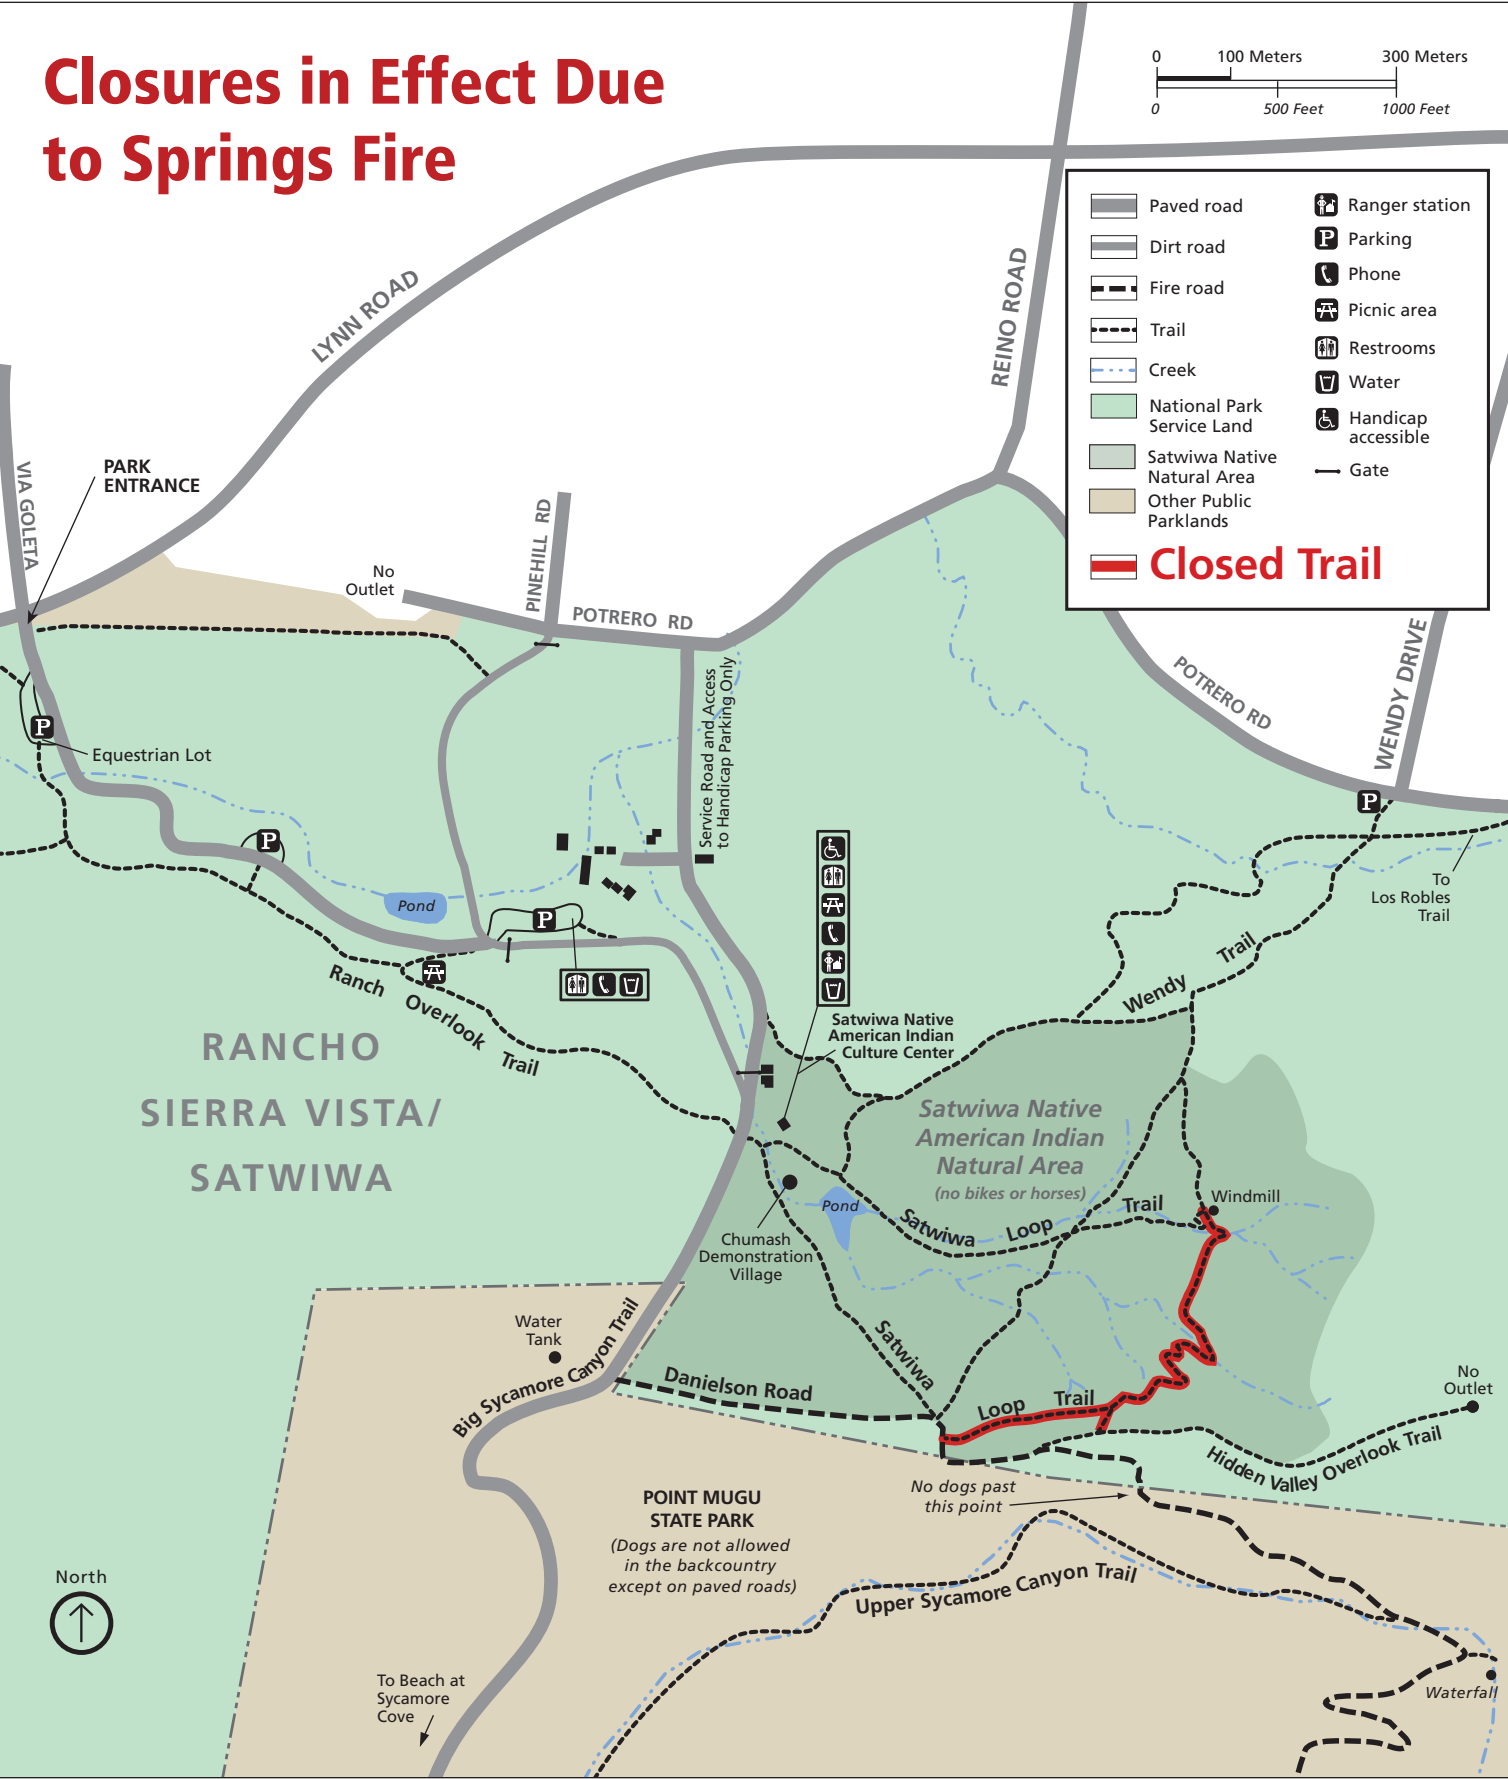 Closures in Effect Due
to Springs Fire
0
100 Meters
300 Meters
0
500 Feet
1000 Feet
Paved road
Dirt road
Fire road
Trail
Creek
National Park
Service Land
Satwiwa Native
Natural Area
Other Public
Parklands
Closed Trail
Ranger station
P
Parking
Phone
Picnic area
Restrooms
Water
Handicap
accessible
Gate
LYNN ROAD
REINO ROAD
VIA GOLETA
PARK
ENTRANCE
No
Outlet
PINEHILL RD
POTRERO RD
POTRERO RD
WENDY DRIVE
Service Road and Access
to Handicap Parking Only
P
Equestrian Lot
P
P
P
To
Los Robles
Trail
Pond
Ranch Overlook Trail
Wendy Trail
RANCHO
SIERRA VISTA/
SATWIWA
Satwiwa Native
American Indian
Culture Center
Satwiwa Native
American Indian
Natural Area
(no bikes or horses)
Windmill
Pond
Satwiwa Loop Trail
Chumash
Demonstration
Village
Water
Tank
Big Sycamore Canyon Trail
Satwiwa
Loop Trail
Danielson Road
No
Outlet
Hidden Valley Overlook Trail
No dogs past
this point
POINT MUGU
STATE PARK
(Dogs are not allowed
in the backcountry
except on paved roads)
Upper Sycamore Canyon Trail
North
To Beach at
Sycamore
Cove
Waterfall